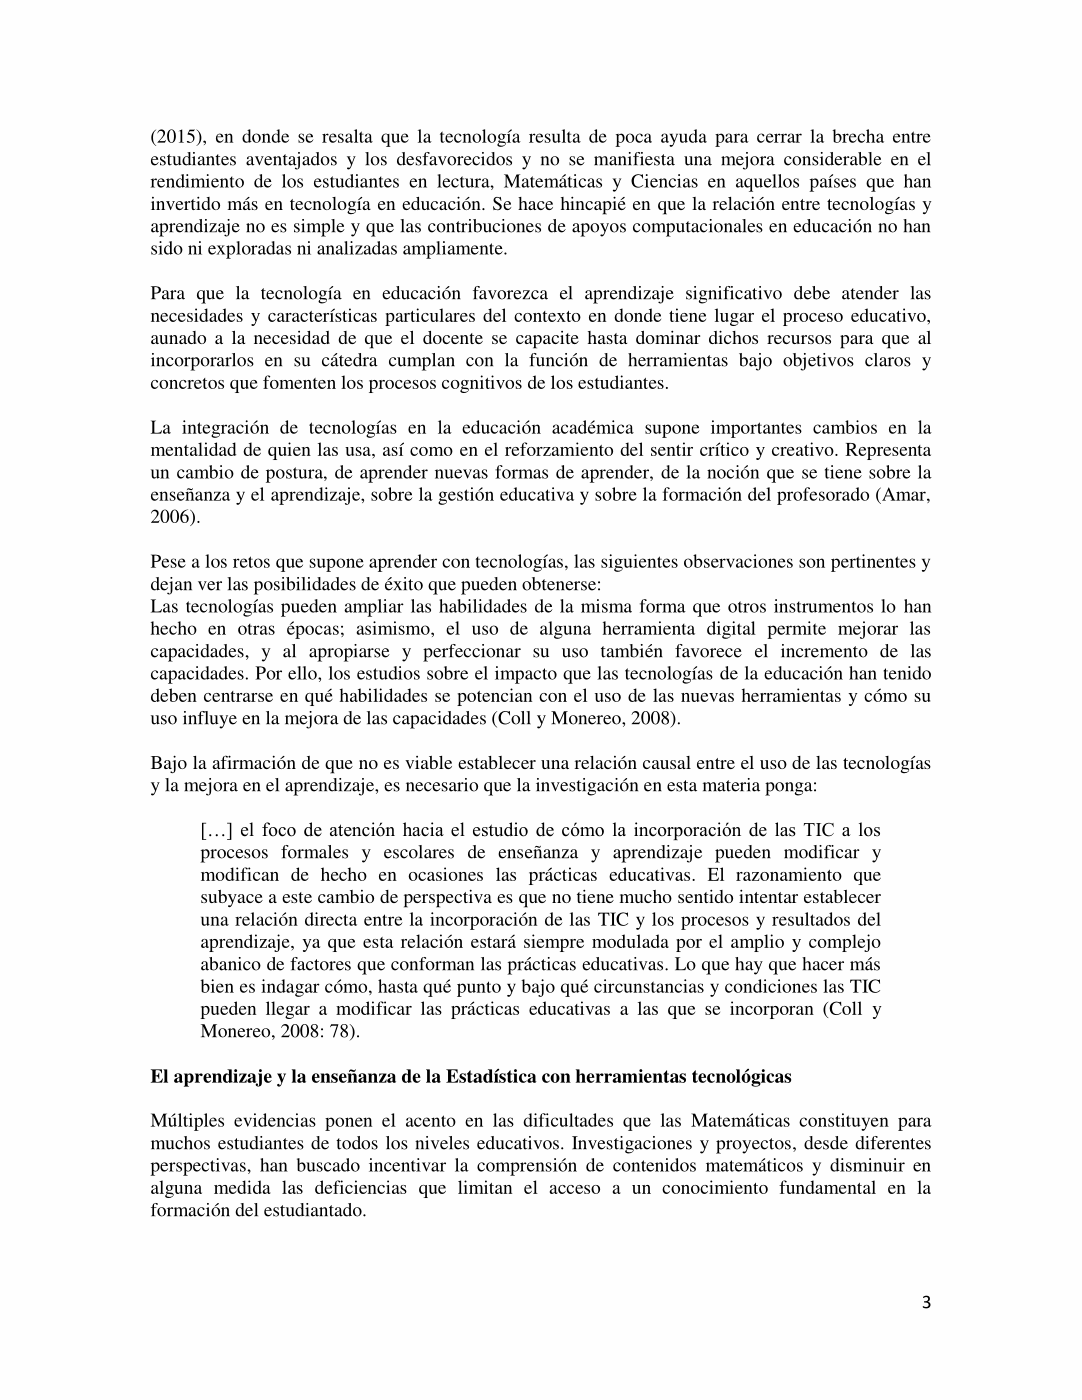 (2015), en donde se resalta que la tecnología resulta de poca ayuda para cerrar la brecha entre
estudiantes aventajados y los desfavorecidos y no se manifiesta una mejora considerable en el
rendimiento de los estudiantes en lectura, Matemáticas y Ciencias en aquellos países que han
invertido más en tecnología en educación. Se hace hincapié en que la relación entre tecnologías y
aprendizaje no es simple y que las contribuciones de apoyos computacionales en educación no han
sido ni exploradas ni analizadas ampliamente.
Para que la tecnología en educación favorezca el aprendizaje significativo debe atender las
necesidades y características particulares del contexto en donde tiene lugar el proceso educativo,
aunado a la necesidad de que el docente se capacite hasta dominar dichos recursos para que al
incorporarlos en su cátedra cumplan con la función de herramientas bajo objetivos claros y
concretos que fomenten los procesos cognitivos de los estudiantes.
La integración de tecnologías en la educación académica supone importantes cambios en la
mentalidad de quien las usa, así como en el reforzamiento del sentir crítico y creativo. Representa
un cambio de postura, de aprender nuevas formas de aprender, de la noción que se tiene sobre la
enseñanza y el aprendizaje, sobre la gestión educativa y sobre la formación del profesorado (Amar,
2006).
Pese a los retos que supone aprender con tecnologías, las siguientes observaciones son pertinentes y
dejan ver las posibilidades de éxito que pueden obtenerse:
Las tecnologías pueden ampliar las habilidades de la misma forma que otros instrumentos lo han
hecho en otras épocas; asimismo, el uso de alguna herramienta digital permite mejorar las
capacidades, y al apropiarse y perfeccionar su uso también favorece el incremento de las
capacidades. Por ello, los estudios sobre el impacto que las tecnologías de la educación han tenido
deben centrarse en qué habilidades se potencian con el uso de las nuevas herramientas y cómo su
uso influye en la mejora de las capacidades (Coll y Monereo, 2008).
Bajo la afirmación de que no es viable establecer una relación causal entre el uso de las tecnologías
y la mejora en el aprendizaje, es necesario que la investigación en esta materia ponga:
[…] el foco de atención hacia el estudio de cómo la incorporación de las TIC a los
procesos formales y escolares de enseñanza y aprendizaje pueden modificar y
modifican de hecho en ocasiones las prácticas educativas. El razonamiento que
subyace a este cambio de perspectiva es que no tiene mucho sentido intentar establecer
una relación directa entre la incorporación de las TIC y los procesos y resultados del
aprendizaje, ya que esta relación estará siempre modulada por el amplio y complejo
abanico de factores que conforman las prácticas educativas. Lo que hay que hacer más
bien es indagar cómo, hasta qué punto y bajo qué circunstancias y condiciones las TIC
pueden llegar a modificar las prácticas educativas a las que se incorporan (Coll y
Monereo, 2008: 78).
El aprendizaje y la enseñanza de la Estadística con herramientas tecnológicas
Múltiples evidencias ponen el acento en las dificultades que las Matemáticas constituyen para
muchos estudiantes de todos los niveles educativos. Investigaciones y proyectos, desde diferentes
perspectivas, han buscado incentivar la comprensión de contenidos matemáticos y disminuir en
alguna medida las deficiencias que limitan el acceso a un conocimiento fundamental en la
formación del estudiantado.
3